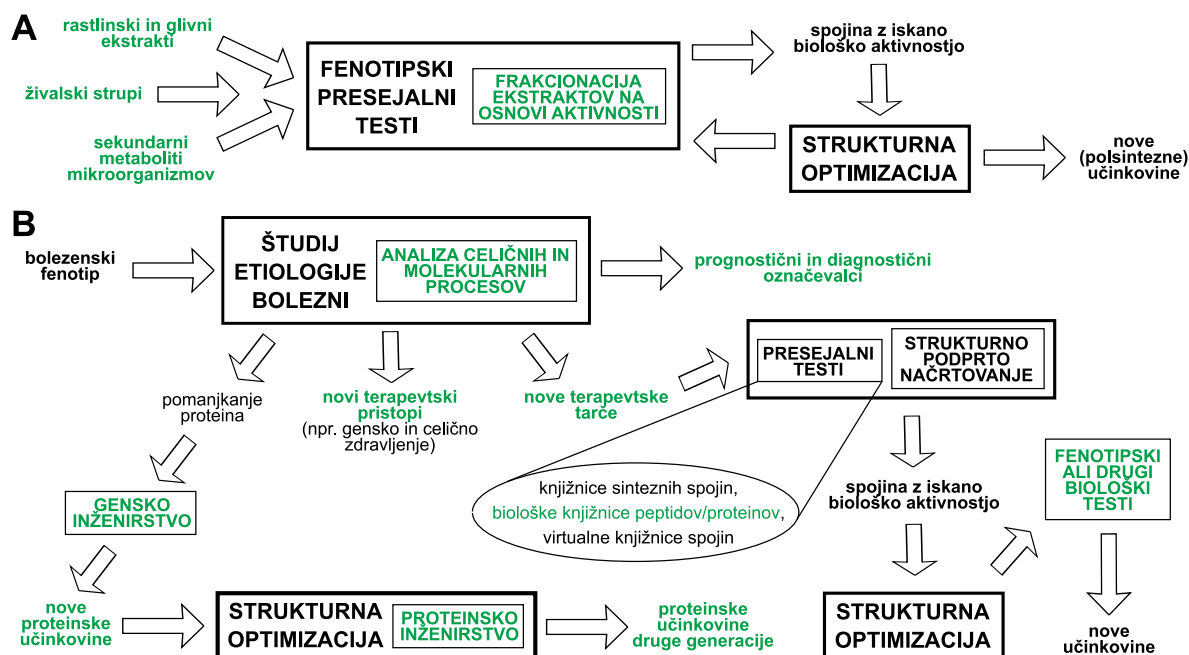 A
rastlinski in glivni
ekstrakti
živalski strupi
sekundarni
metaboliti
mikroorganizmov
FENOTIPSKI
PRESEJALNI
TESTI
FRAKCIONACIJA
EKSTRAKTOV NA
OSNOVI AKTIVNOSTI
spojina z iskano
biološko aktivnostjo
STRUKTURNA
OPTIMIZACIJA
nove
(polsintezne)
učinkovine
B
bolezenski
fenotip
ŠTUDIJ
ETIOLOGIJE
BOLEZNI
ANALIZA CELIČNIH IN
MOLEKULARNIH
PROCESOV
prognostični in diagnostični
označevalci
pomanjkanje
proteina
novi terapevtski
pristopi
(npr. gensko in celično
zdravljenje)
nove terapevtske
tarče
PRESEJALNI
TESTI
STRUKTURNO
PODPRTO
NAČRTOVANJE
knjižnice sinteznih spojin,
biološke knjižnice peptidov/proteinov,
virtualne knjižnice spojin
spojina z iskano
biološko aktivnostjo
FENOTIPSKI
ALI DRUGI
BIOLOŠKI
TESTI
GENSKO
INŽENIRSTVO
nove
proteinske
učinkovine
STRUKTURNA
OPTIMIZACIJA
PROTEINSKO
INŽENIRSTVO
proteinske
učinkovine
druge generacije
STRUKTURNA
OPTIMIZACIJA
nove
učinkovine